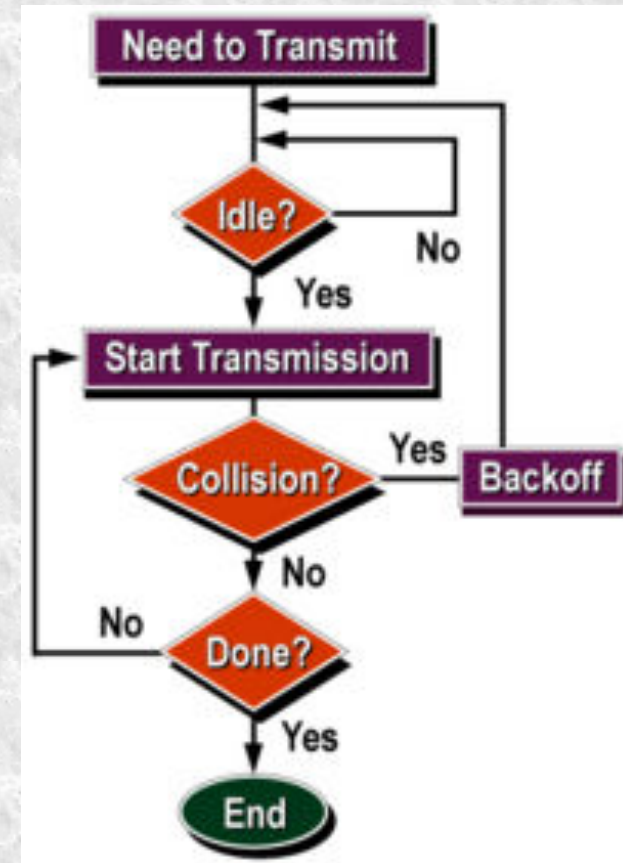 Need to Transmit
Idle?
No
Yes
Start Transmission
Collision?
Yes
Backoff
No
No
Done?
Yes
End